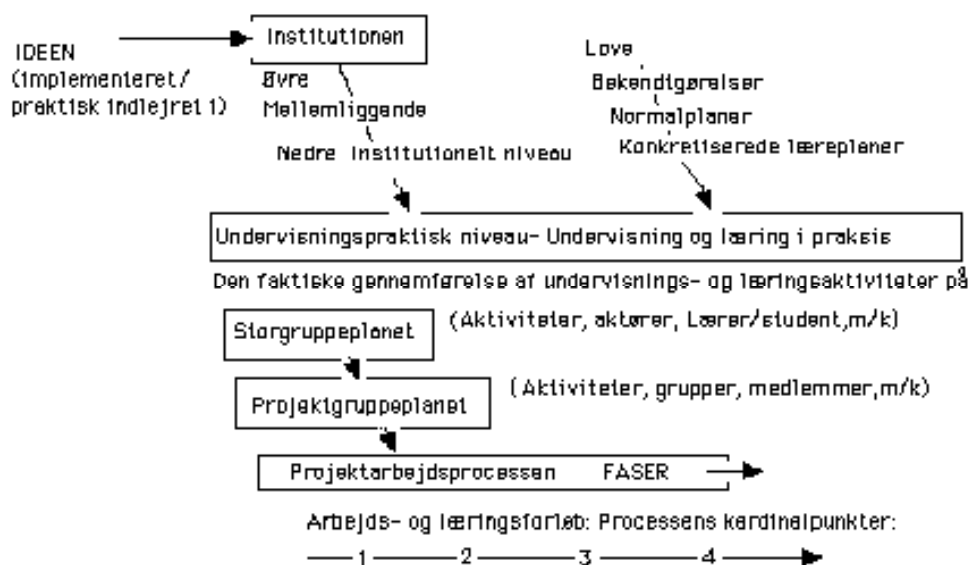 Institutionen
IDEEN
(implementeret/
praktisk indlejret i)
Øvre
Mellemliggende
Nedre institutionelt niveau
Love
Bekendtgørelser
Normalplaner
Konkretiserede læreplaner
Undervisningspraktisk niveau- Undervisning og læring i praksis
Den faktiske gennemførelse af undervisnings- og læringsaktiviteter på
Storgruppeplanet
(Aktiviteter, aktører, Lærer/student,m/k)
Projektgruppeplanet
(Aktiviteter, grupper, medlemmer,m/k)
Projektarbejdsprocessen FASER
Arbejds- og læringsforløb: Processens kardinalpunkter:
1 2 3 4